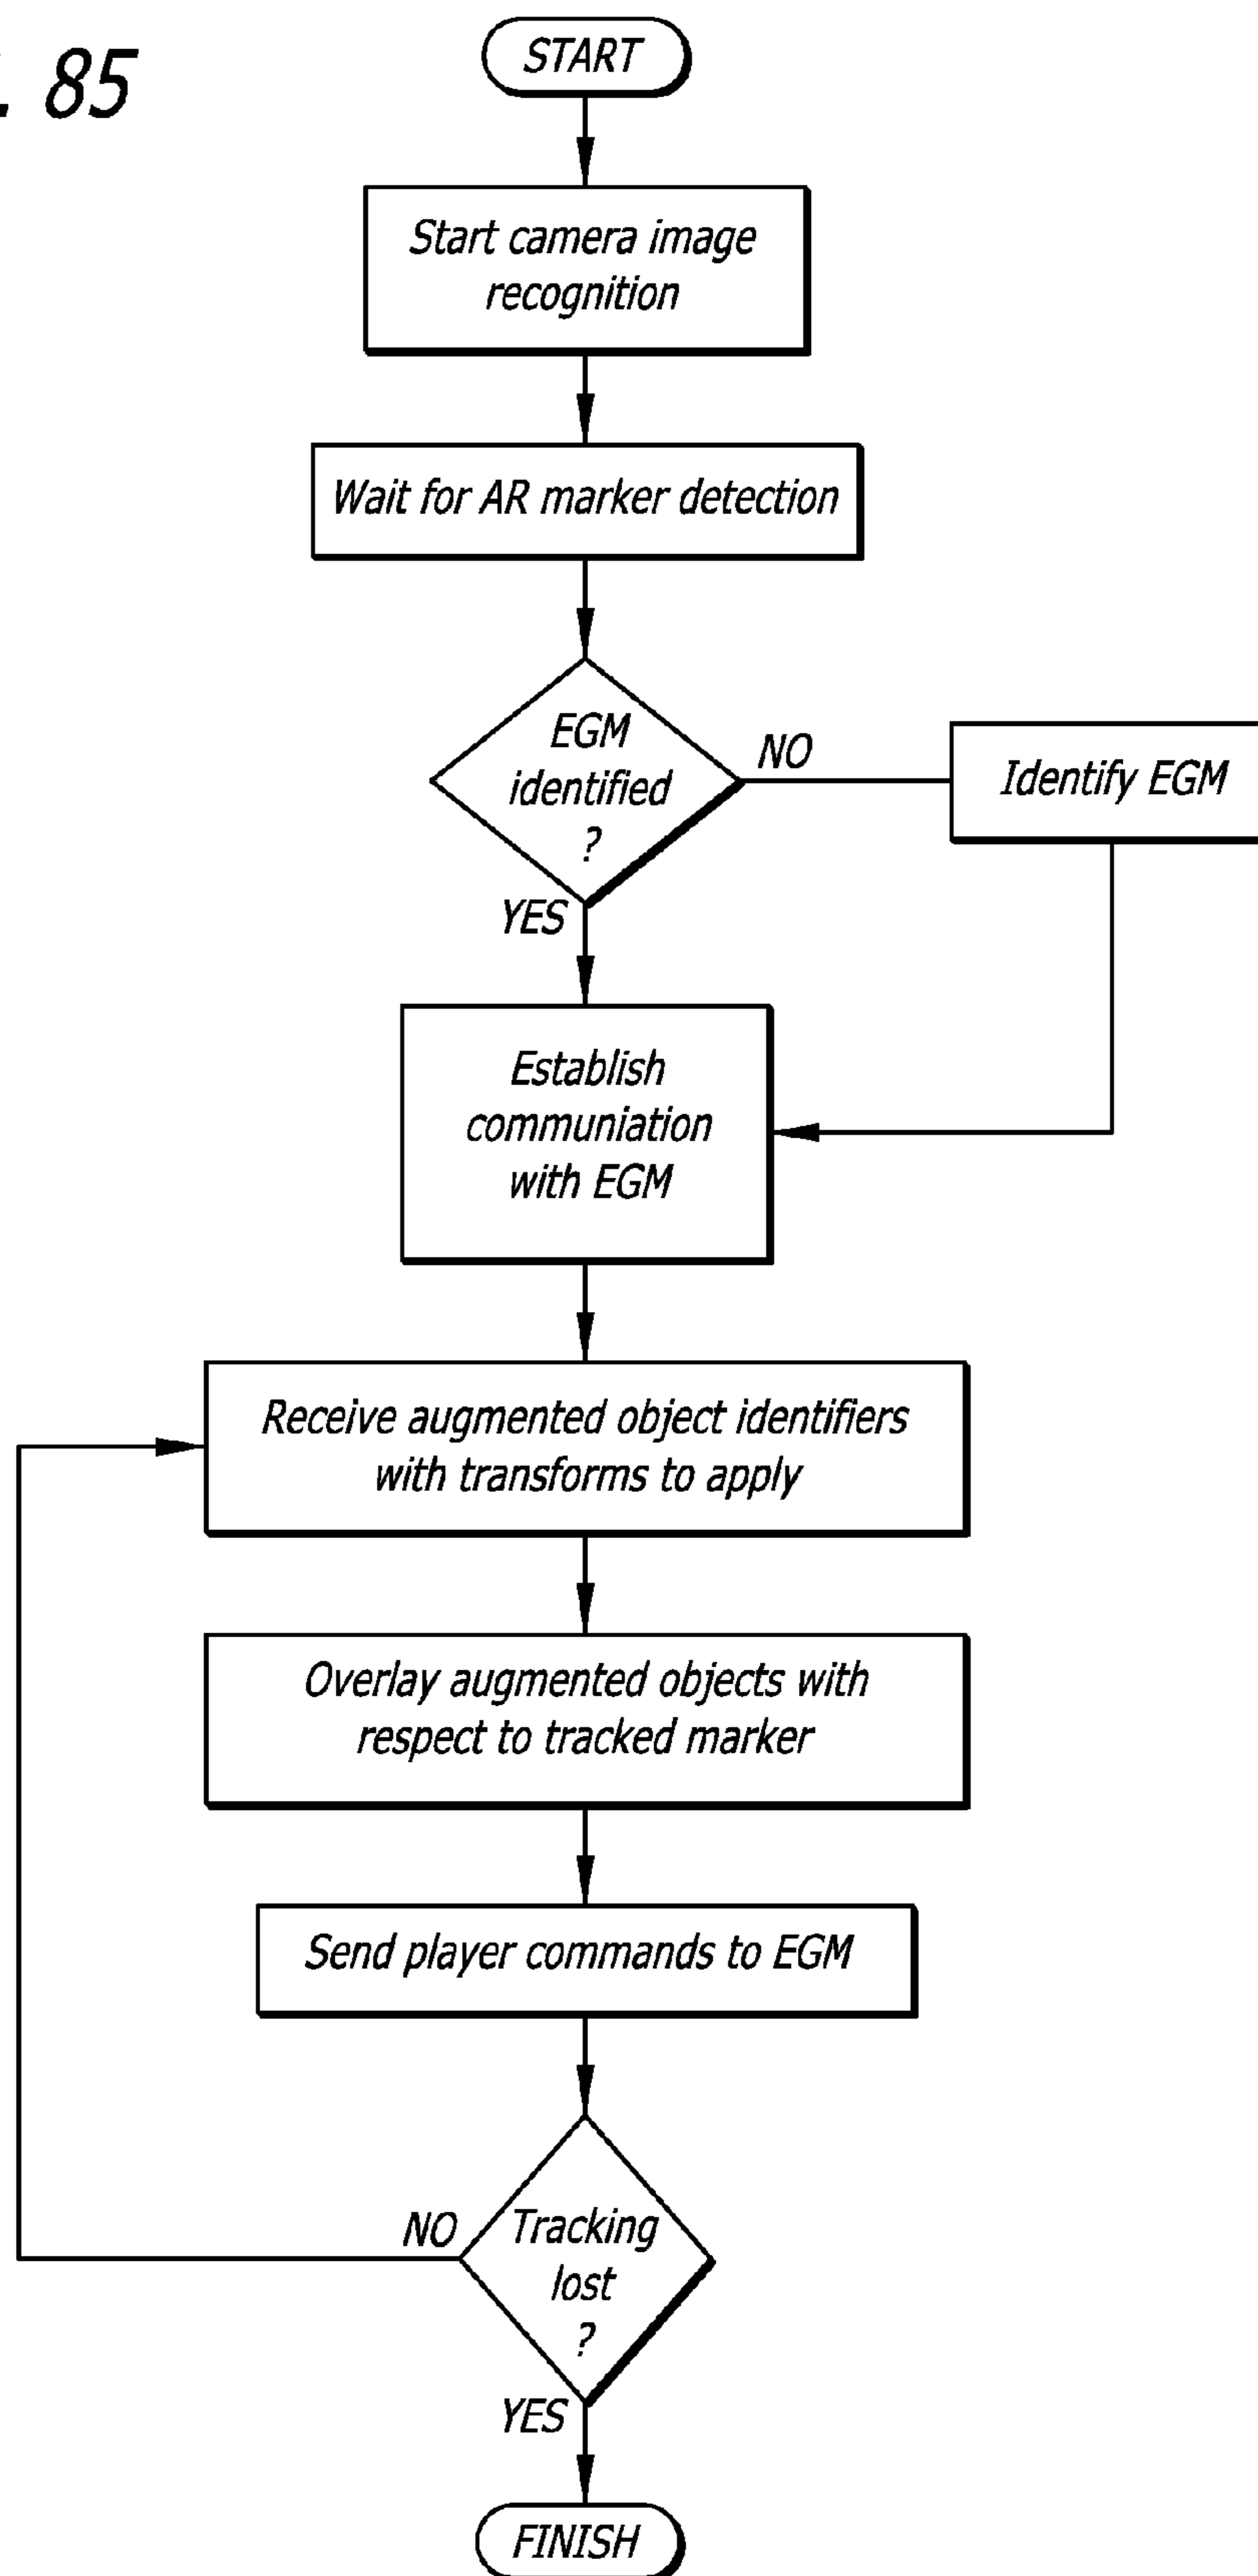 . 85
START
Start camera image
recognition
Wait for AR marker detection
EGM
identified
?
NO
Identify EGM
YES
Establish
communiation
with EGM
Receive augmented object identifiers
with transforms to apply
Overlay augmented objects with
respect to tracked marker
Send player commands to EGM
NO
Tracking
lost
?
YES
FINISH